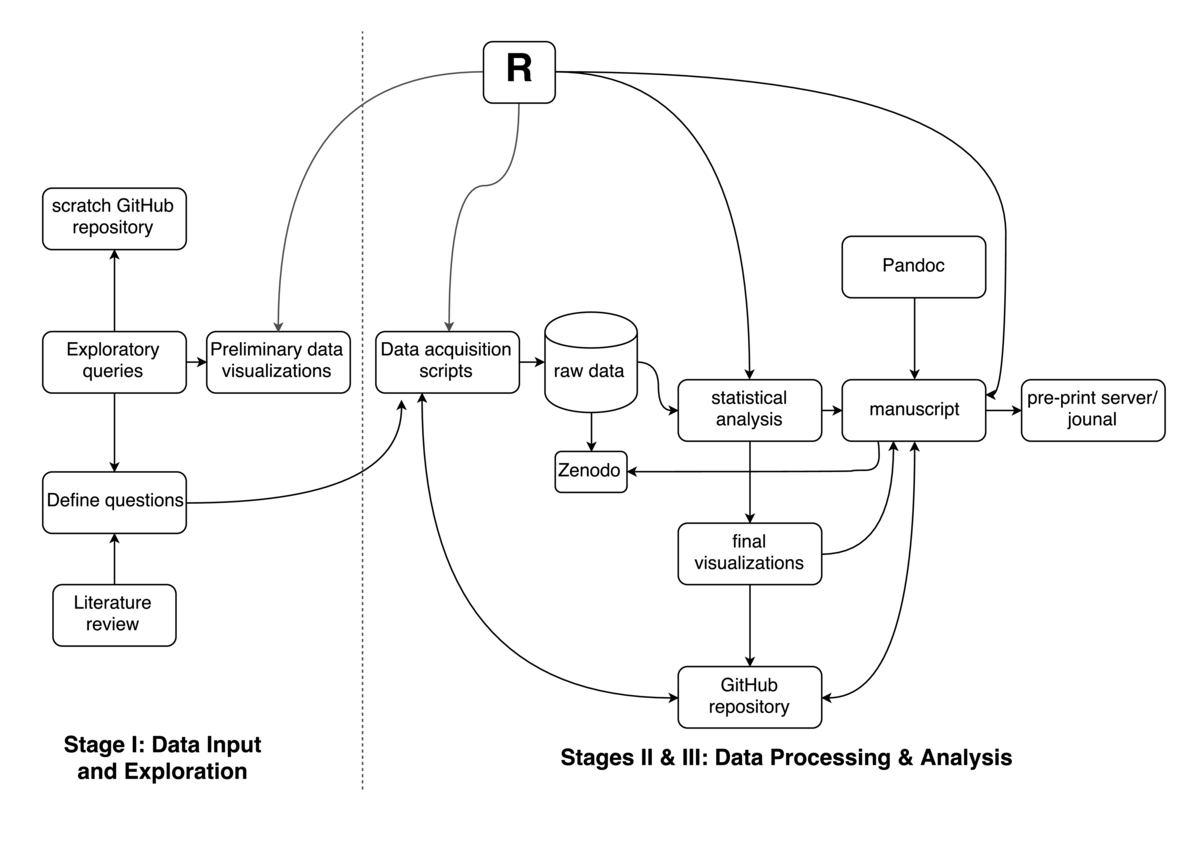 R
scratch GitHub
repository
Pandoc
Exploratory
queries
Preliminary data
visualizations
Data acquisition
scripts
raw data
statistical
analysis
manuscript
pre-print server/
jounal
Zenodo
Define questions
final
visualizations
Literature
review
GitHub
repository
Stage I: Data Input
and Exploration
Stages II & III: Data Processing & Analysis